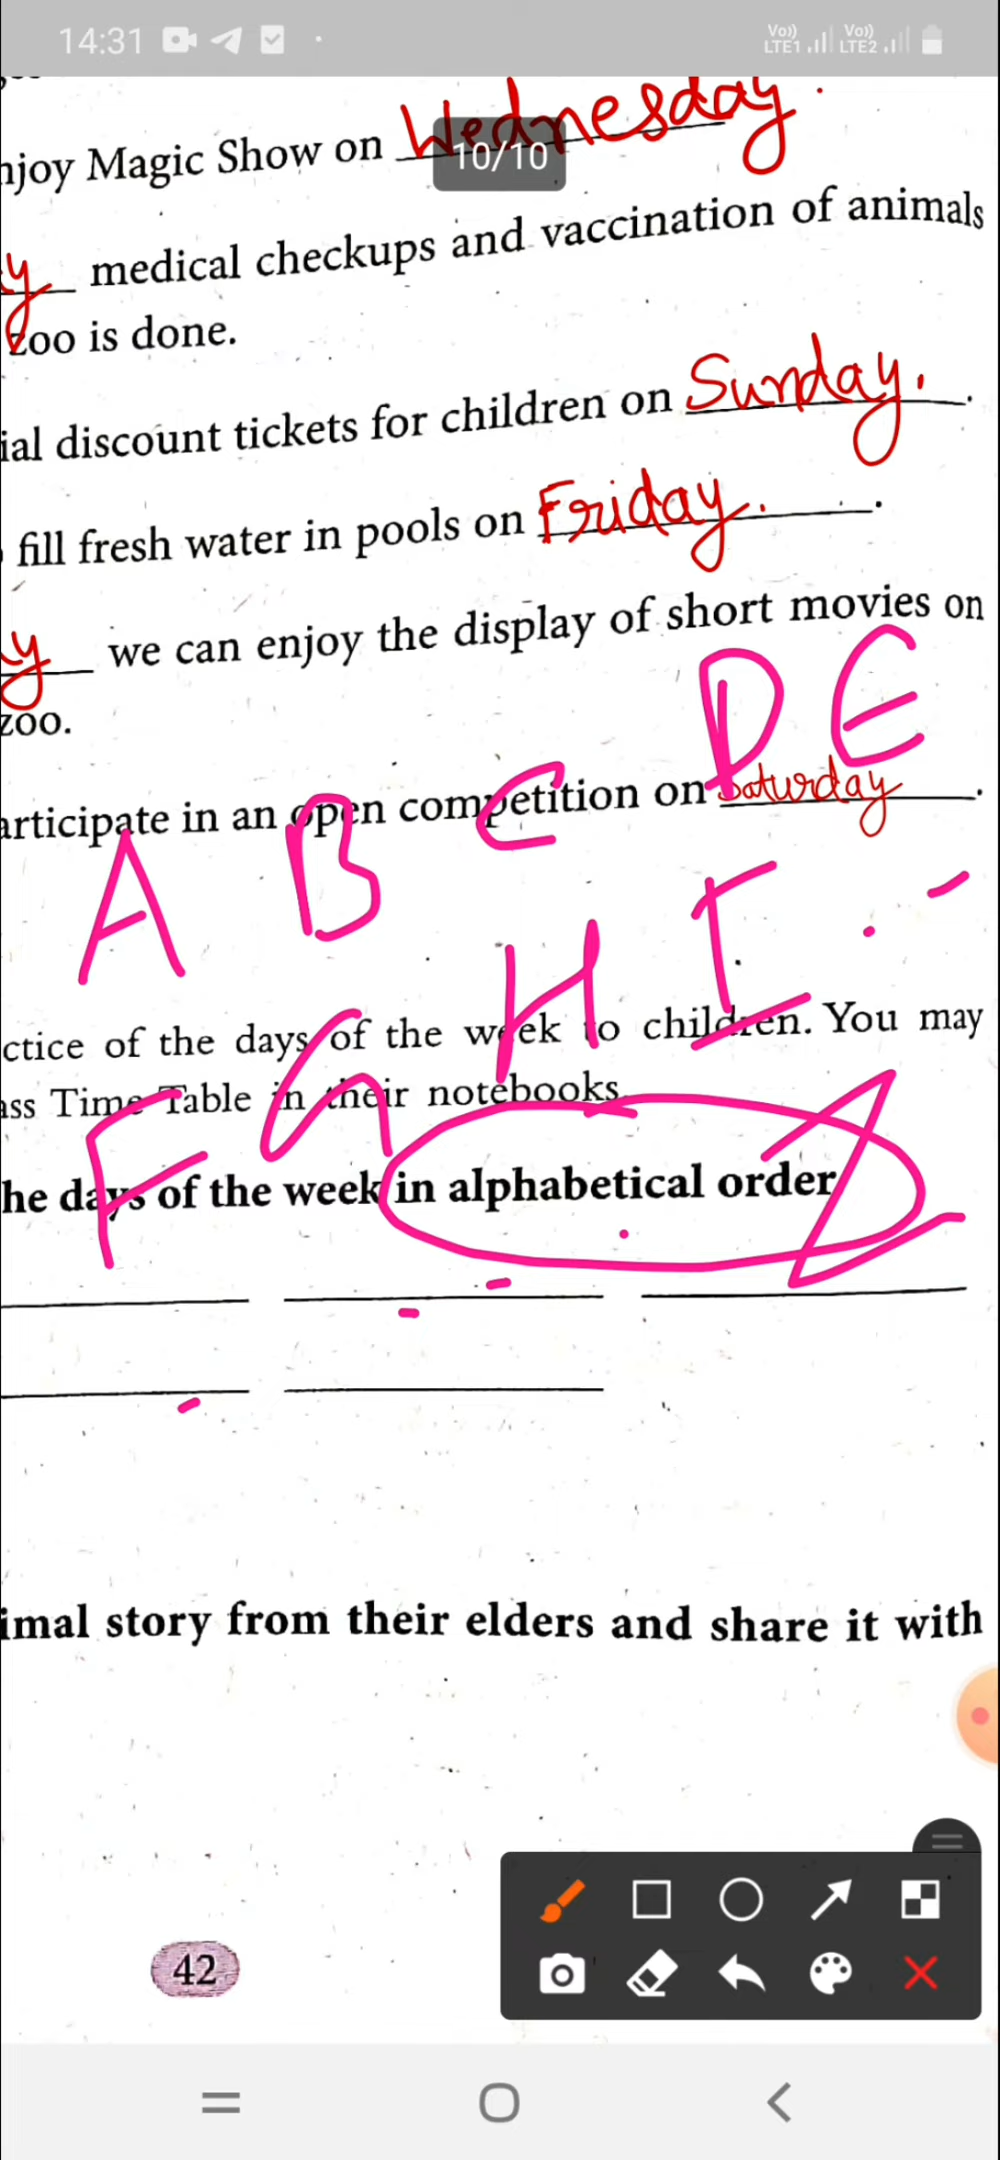 14:31 Vo)) LTE1 Vo)) LTE2
njoy Magic Show on Wednesday.
10/10
y medical checkups and vaccination of animals
zoo is done.
ial discount tickets for children on Sunday.
fill fresh water in pools on Friday.
y we can enjoy the display of short movies on
zoo.
D E
articipate in an open competition on Saturday.
A B C
H I
ctice of the days of the week to children. You may
ass Time Table in their notebooks.
F G
he days of the week in alphabetical order
Z
imal story from their elders and share it with
42